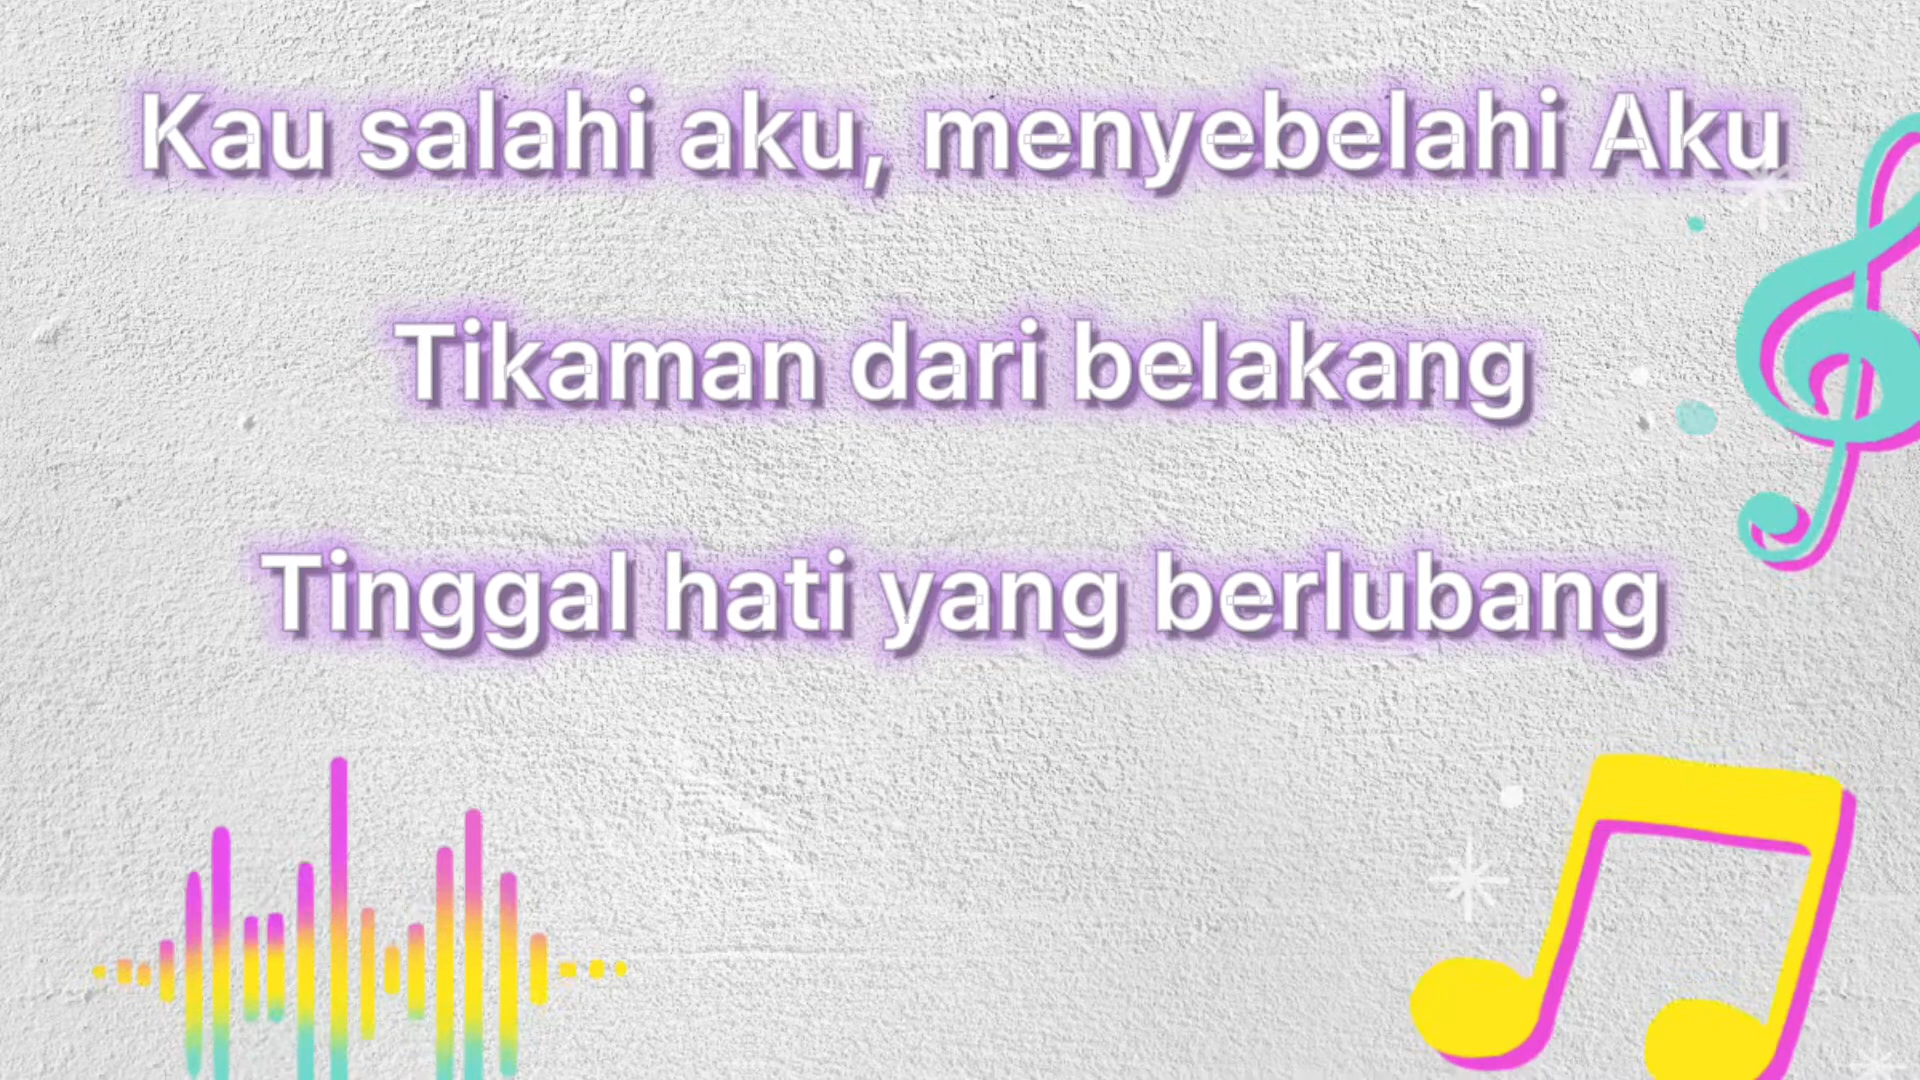 Kau salahi aku, menyebelahi Aku
Tikaman dari belakang
Tinggal hati yang berlubang